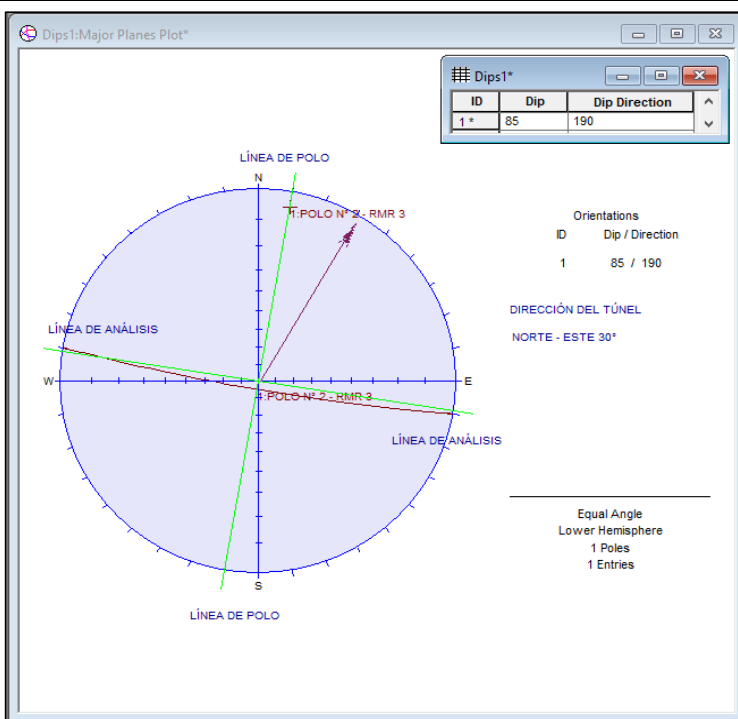 Dips1:Major Planes Plot*
Dips1*
ID Dip Dip Direction
1 * 85 190
LÍNEA DE POLO
N
1:POLO N° 2 - RMR 3
Orientations
ID Dip / Direction
1 85 / 190
DIRECCIÓN DEL TÚNEL
NORTE - ESTE 30°
LÍNEA DE ANÁLISIS
W
E
1:POLO N° 2 - RMR 3
LÍNEA DE ANÁLISIS
Equal Angle
Lower Hemisphere
1 Poles
1 Entries
S
LÍNEA DE POLO